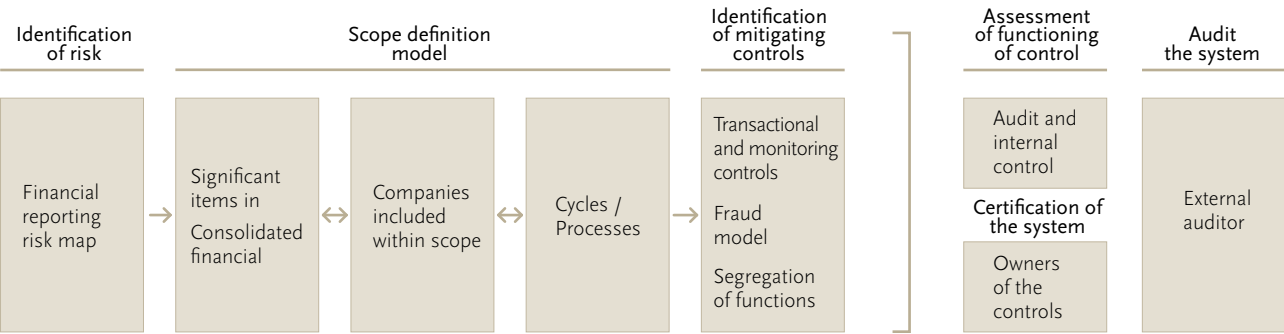 Identification
of risk
Scope definition
model
Identification
of mitigating
controls
Assessment
of functioning
of control
Audit
the system
Financial
reporting
risk map
Significant
items in
Consolidated
financial
Companies
included
within scope
Cycles /
Processes
Transactional
and monitoring
controls
Fraud
model
Segregation
of functions
Audit and
internal
control
Certification of
the system
Owners
of the
controls
External
auditor